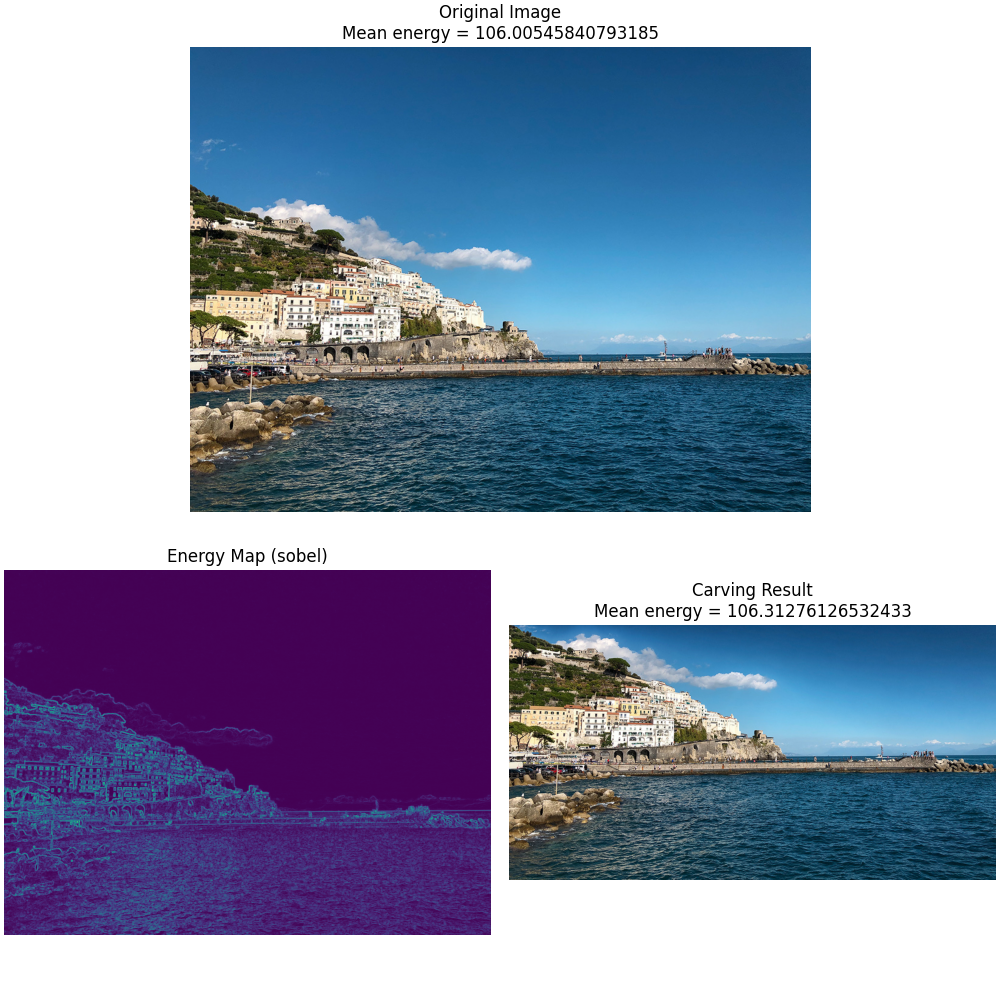 Original Image
Mean energy = 106.00545840793185
Energy Map (sobel)
Carving Result
Mean energy = 106.31276126532433